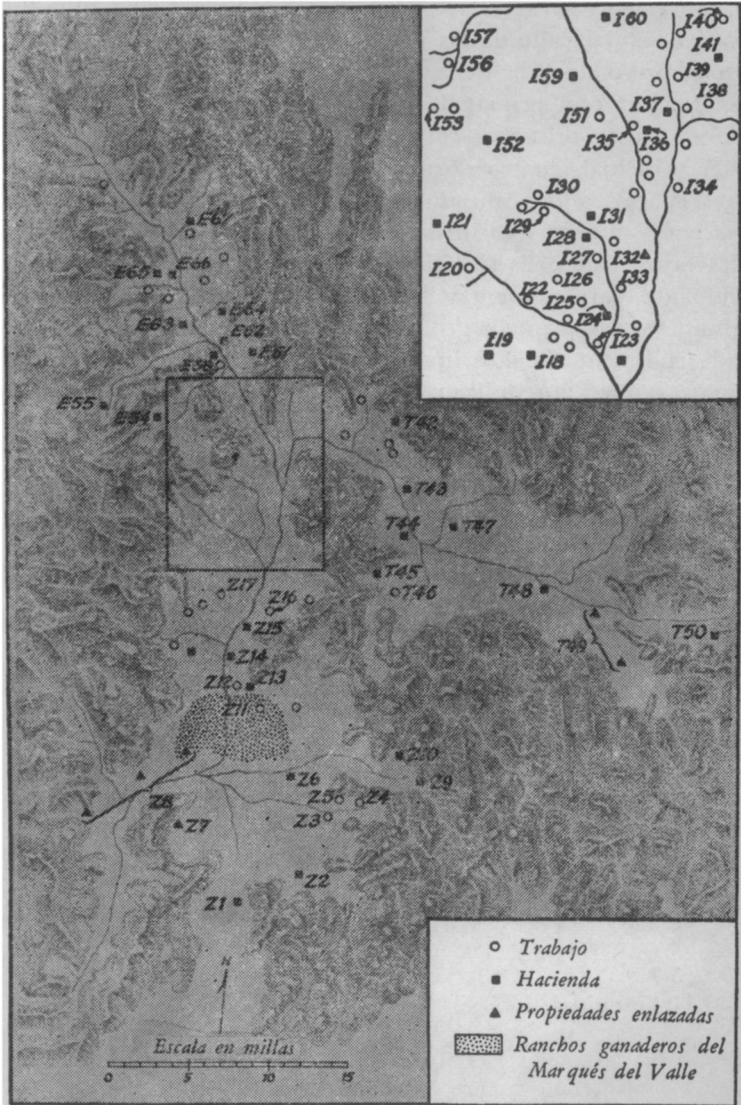 I60
I40
I57
I41
I56
I59
I39
I38
I53
I51
I37
I35
I36
I52
I34
I30
I29
I31
I21
I28
I27
I32
I20
I26
I33
I22
I25
I24
I23
I19
I18
E67
E65
E66
E64
E63
E62
E58
E61
E55
E54
T42
T43
T44
T47
T45
T46
T48
T49
T50
Z17
Z16
Z15
Z14
Z12
Z13
Z11
Z10
Z6
Z9
Z8
Z5
Z4
Z7
Z3
Z2
Z1
N
Escala en millas
0 5 10 15
Trabajo
Hacienda
Propiedades enlazadas
Ranchos ganaderos del
Marqués del Valle